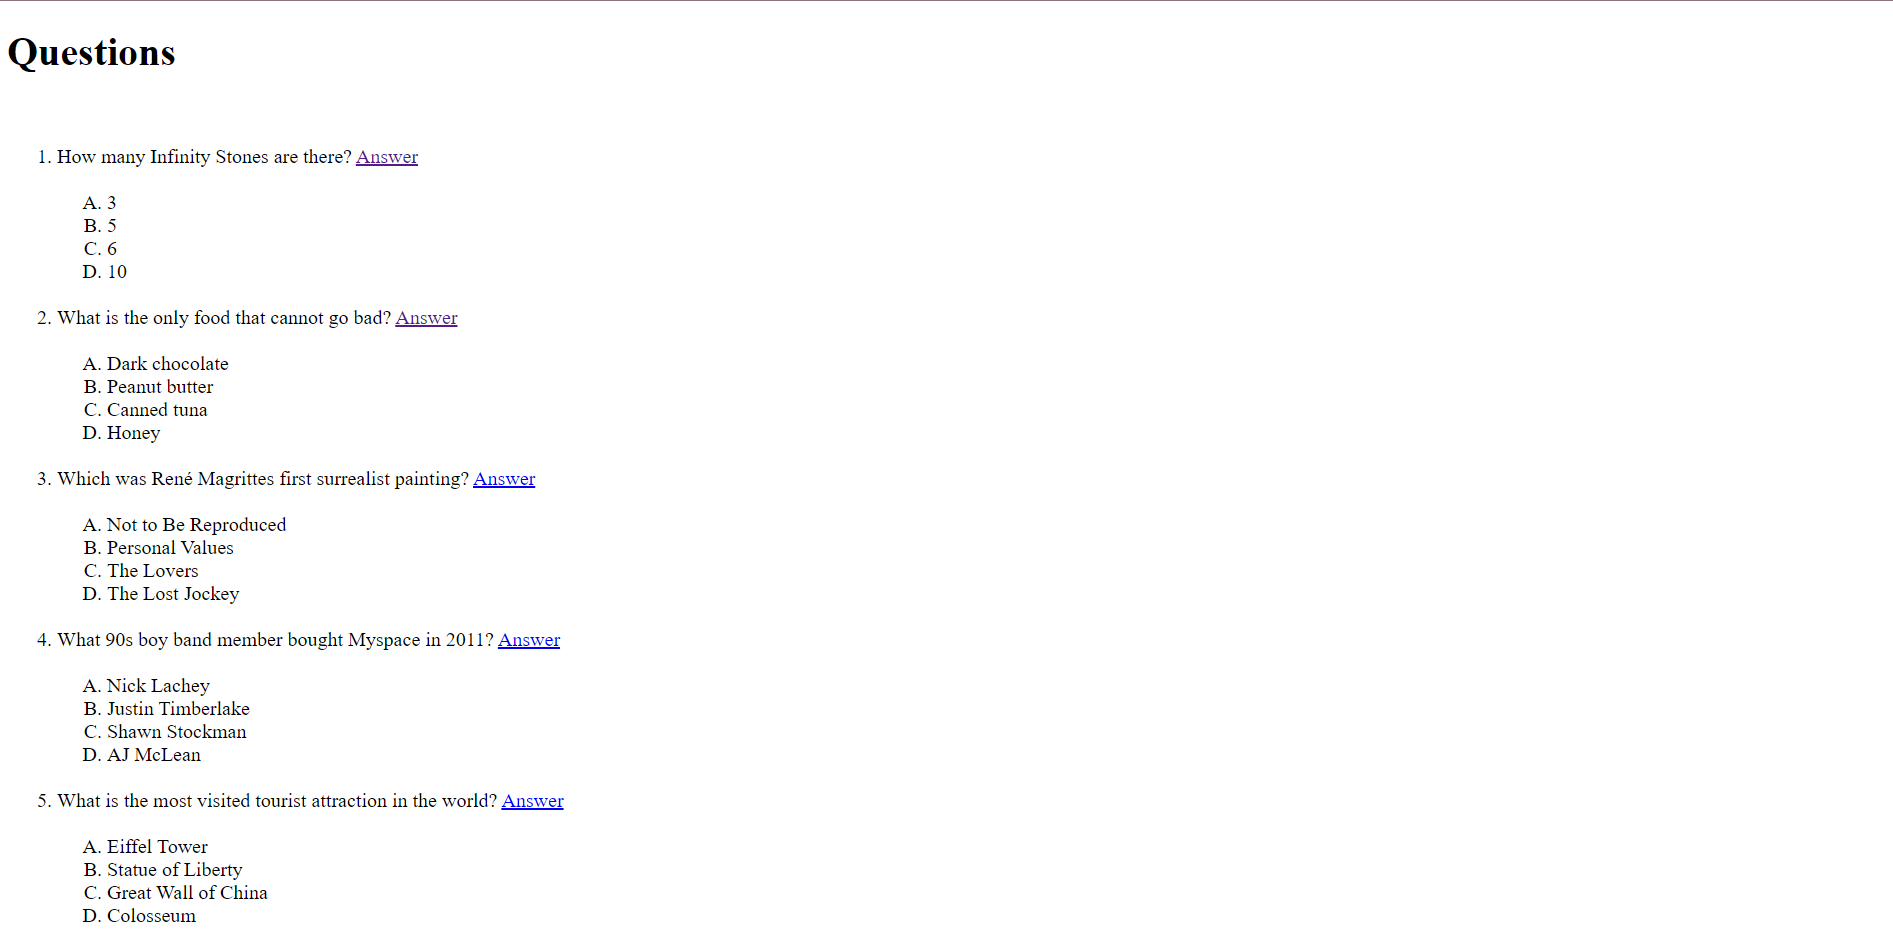 Questions
1. How many Infinity Stones are there? Answer
A. 3
B. 5
C. 6
D. 10
2. What is the only food that cannot go bad? Answer
A. Dark chocolate
B. Peanut butter
C. Canned tuna
D. Honey
3. Which was René Magrittes first surrealist painting? Answer
A. Not to Be Reproduced
B. Personal Values
C. The Lovers
D. The Lost Jockey
4. What 90s boy band member bought Myspace in 2011? Answer
A. Nick Lachey
B. Justin Timberlake
C. Shawn Stockman
D. AJ McLean
5. What is the most visited tourist attraction in the world? Answer
A. Eiffel Tower
B. Statue of Liberty
C. Great Wall of China
D. Colosseum